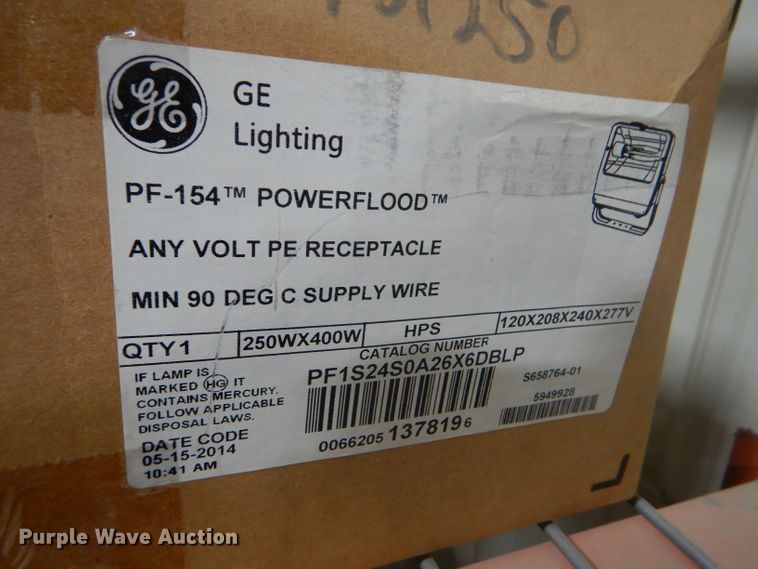 250
GE
GE
Lighting
PF-154™ POWERFLOOD™
ANY VOLT PE RECEPTACLE
MIN 90 DEG C SUPPLY WIRE
QTY1 250WX400W HPS 120X208X240X277V
CATALOG NUMBER
PF1S24S0A26X6DBLP
S658764-01
5949928
IF LAMP IS
MARKED HG IT
CONTAINS MERCURY.
FOLLOW APPLICABLE
DISPOSAL LAWS.
0066205 137819 6
DATE CODE
05-15-2014
10:41 AM
Purple Wave Auction